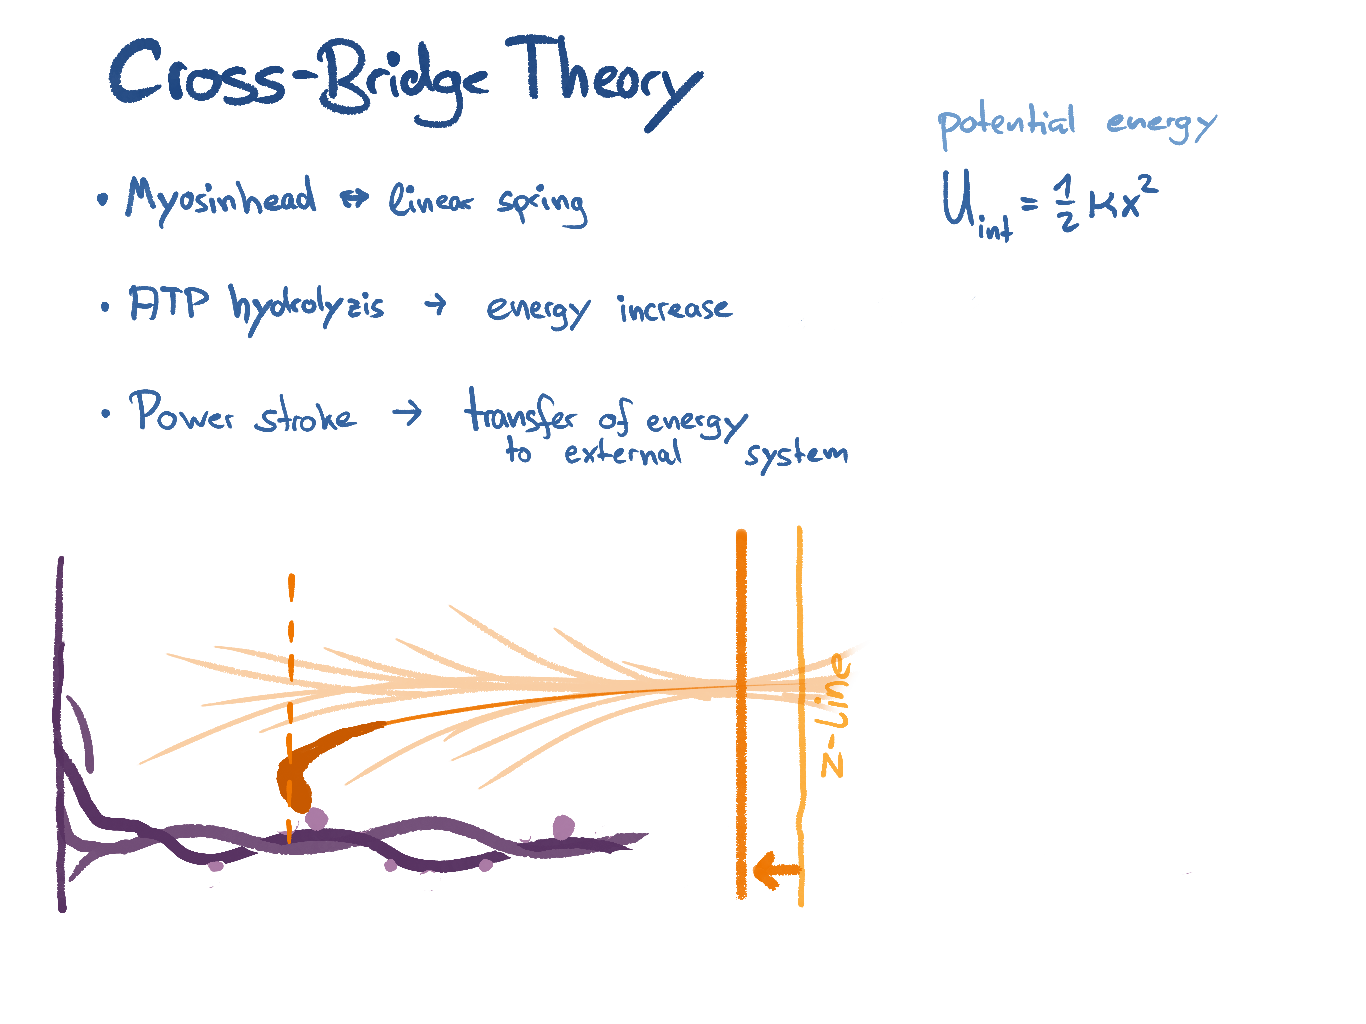 Cross-Bridge Theory
potential energy
U_int = 1/2 Kx²
• Myosinhead ↔ linear spring
• ATP hydrolyzis → energy increase
• Power stroke → transfer of energy
to external system
z-Line